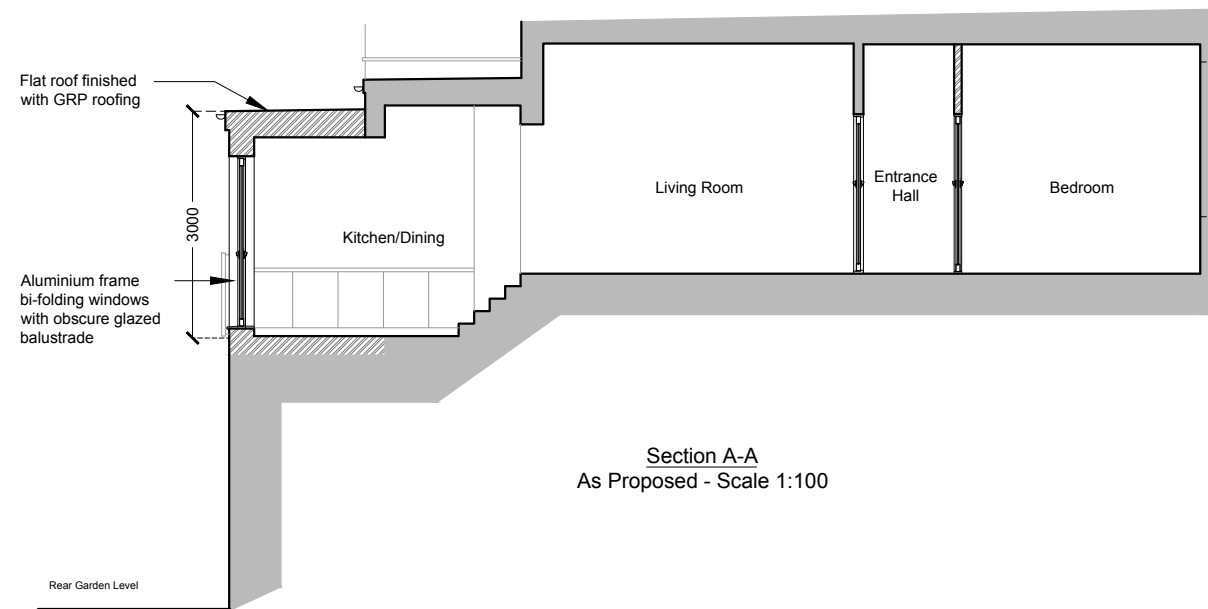 Flat roof finished
with GRP roofing
3000
Living Room
Entrance
Hall
Bedroom
Kitchen/Dining
Aluminium frame
bi-folding windows
with obscure glazed
balustrade
Section A-A
As Proposed - Scale 1:100
Rear Garden Level